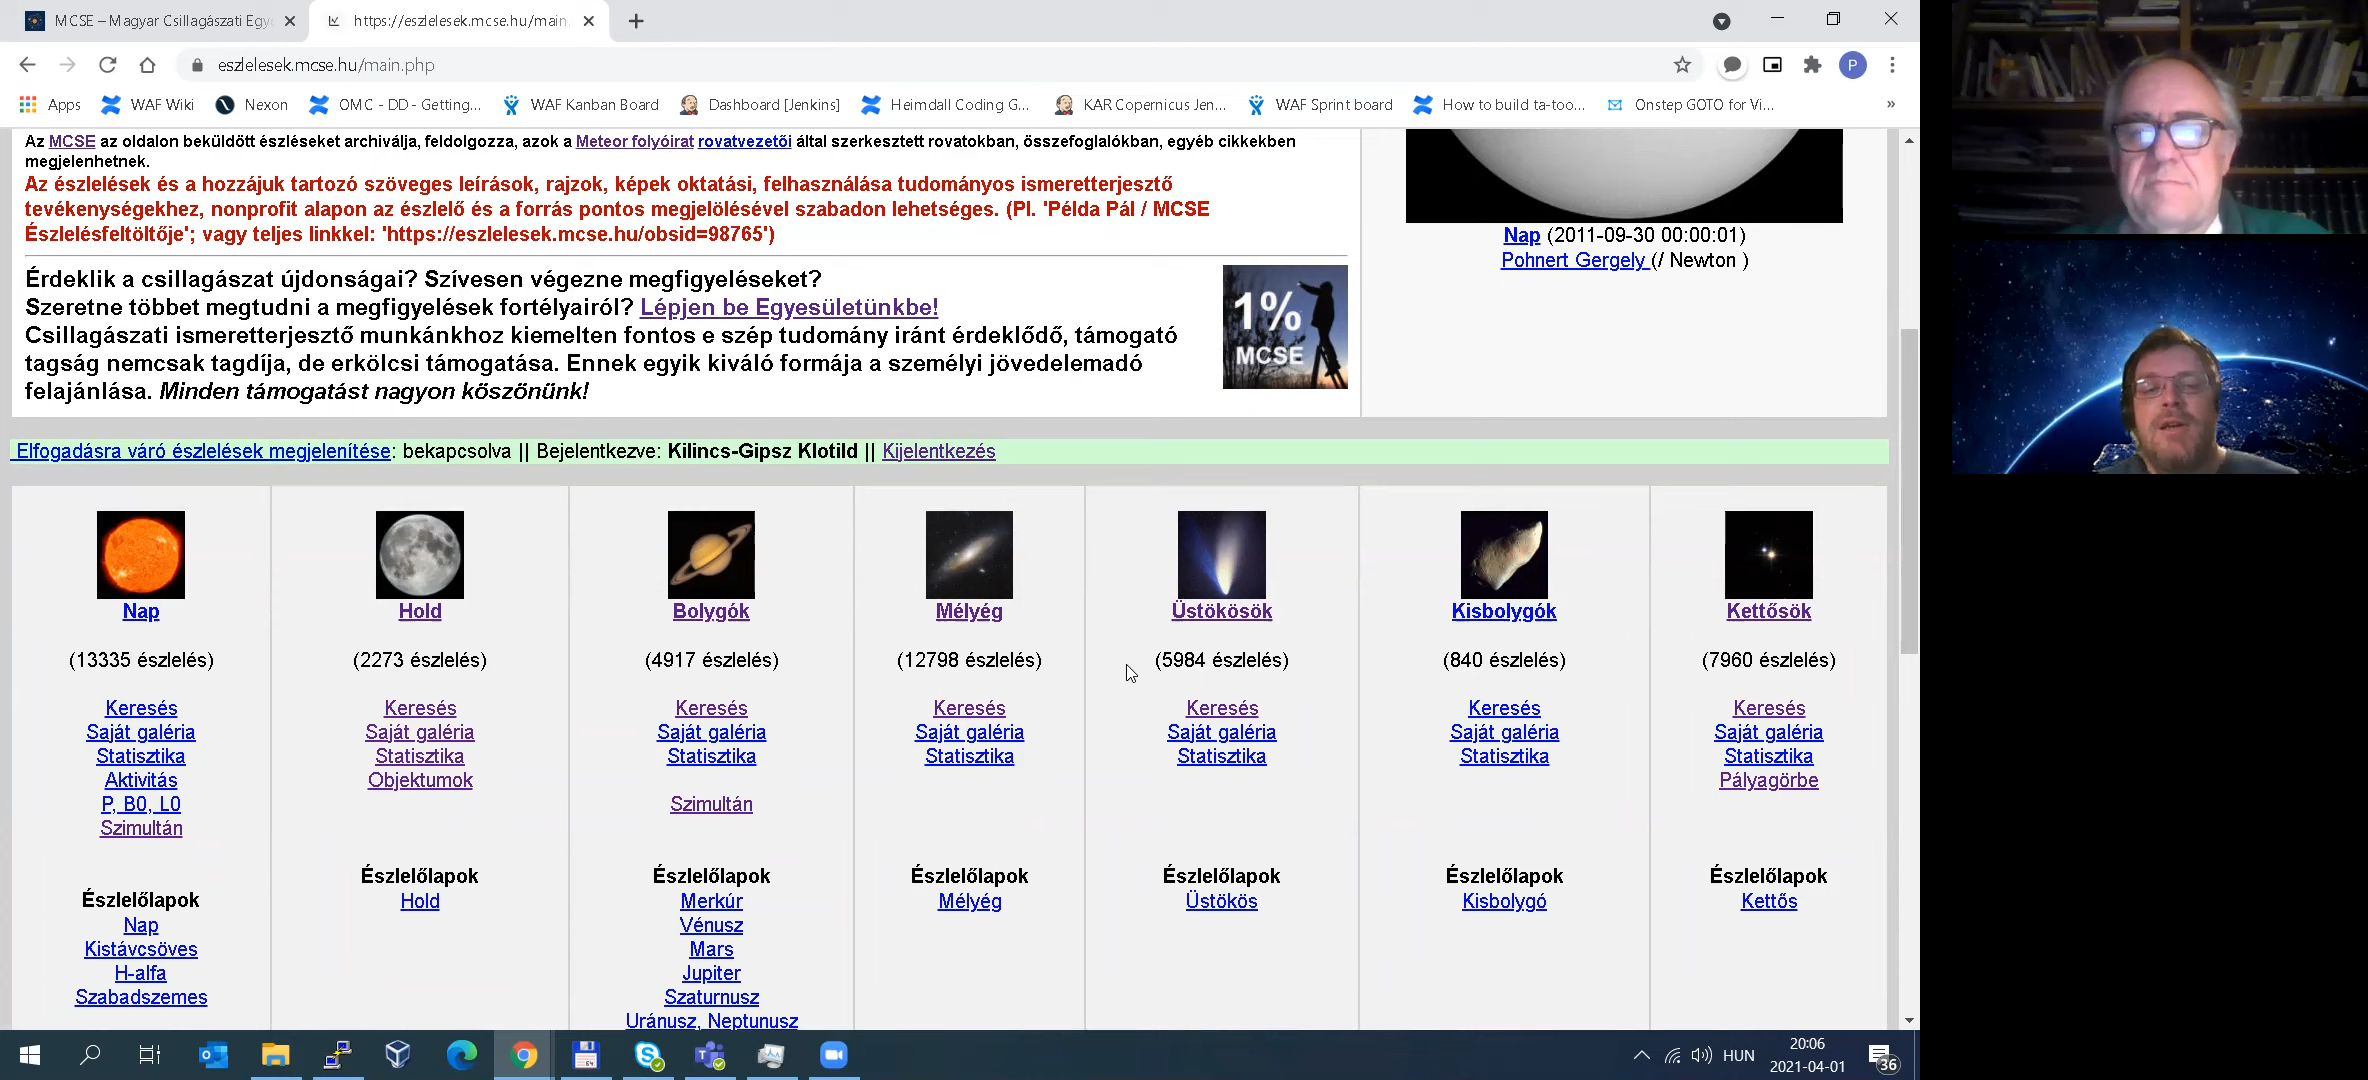 MCSE – Magyar Csillagászati Egy
https://eszlelesek.mcse.hu/main.
eszlelesek.mcse.hu/main.php
P
Apps
WAF Wiki
Nexon
OMC - DD - Getting...
WAF Kanban Board
Dashboard [Jenkins]
Heimdall Coding G...
KAR Copernicus Jen...
WAF Sprint board
How to build ta-too...
Onstep GOTO for Vi...
»
Az MCSE az oldalon beküldött észleléseket archiválja, feldolgozza, azok a Meteor folyóirat rovatvezetői által szerkesztett rovatokban, összefoglalókban, egyéb cikkekben
megjelenhetnek.
Az észlelések és a hozzájuk tartozó szöveges leírások, rajzok, képek oktatási, felhasználása tudományos ismeretterjesztő
tevékenységekhez, nonprofit alapon az észlelő és a forrás pontos megjelölésével szabadon lehetséges. (Pl. 'Példa Pál / MCSE
Észlelésfeltöltője'; vagy teljes linkkel: 'https://eszlelesek.mcse.hu/obsid=98765')
Érdeklik a csillagászat újdonságai? Szívesen végezne megfigyeléseket?
Szeretne többet megtudni a megfigyelések fortélyairól? Lépjen be Egyesületünkbe!
Csillagászati ismeretterjesztő munkánkhoz kiemelten fontos e szép tudomány iránt érdeklődő, támogató
tagság nemcsak tagdíja, de erkölcsi támogatása. Ennek egyik kiváló formája a személyi jövedelemadó
felajánlása. Minden támogatást nagyon köszönünk!
1%
MCSE
Nap (2011-09-30 00:00:01)
Pohnert Gergely (/ Newton )
Elfogadásra váró észlelések megjelenítése: bekapcsolva || Bejelentkezve: Kilincs-Gipsz Klotild || Kijelentkezés
Nap
(13335 észlelés)
Keresés
Saját galéria
Statisztika
Aktivitás
P, B0, L0
Szimultán
Észlelőlapok
Nap
Kistávcsöves
H-alfa
Szabadszemes
Hold
(2273 észlelés)
Keresés
Saját galéria
Statisztika
Objektumok
Észlelőlapok
Hold
Bolygók
(4917 észlelés)
Keresés
Saját galéria
Statisztika
Szimultán
Észlelőlapok
Merkúr
Vénusz
Mars
Jupiter
Szaturnusz
Uránusz, Neptunusz
Mélyég
(12798 észlelés)
Keresés
Saját galéria
Statisztika
Észlelőlapok
Mélyég
Üstökösök
(5984 észlelés)
Keresés
Saját galéria
Statisztika
Észlelőlapok
Üstökös
Kisbolygók
(840 észlelés)
Keresés
Saját galéria
Statisztika
Észlelőlapok
Kisbolygó
Kettősök
(7960 észlelés)
Keresés
Saját galéria
Statisztika
Pályagörbe
Észlelőlapok
Kettős
HUN
20:06
2021-04-01
36